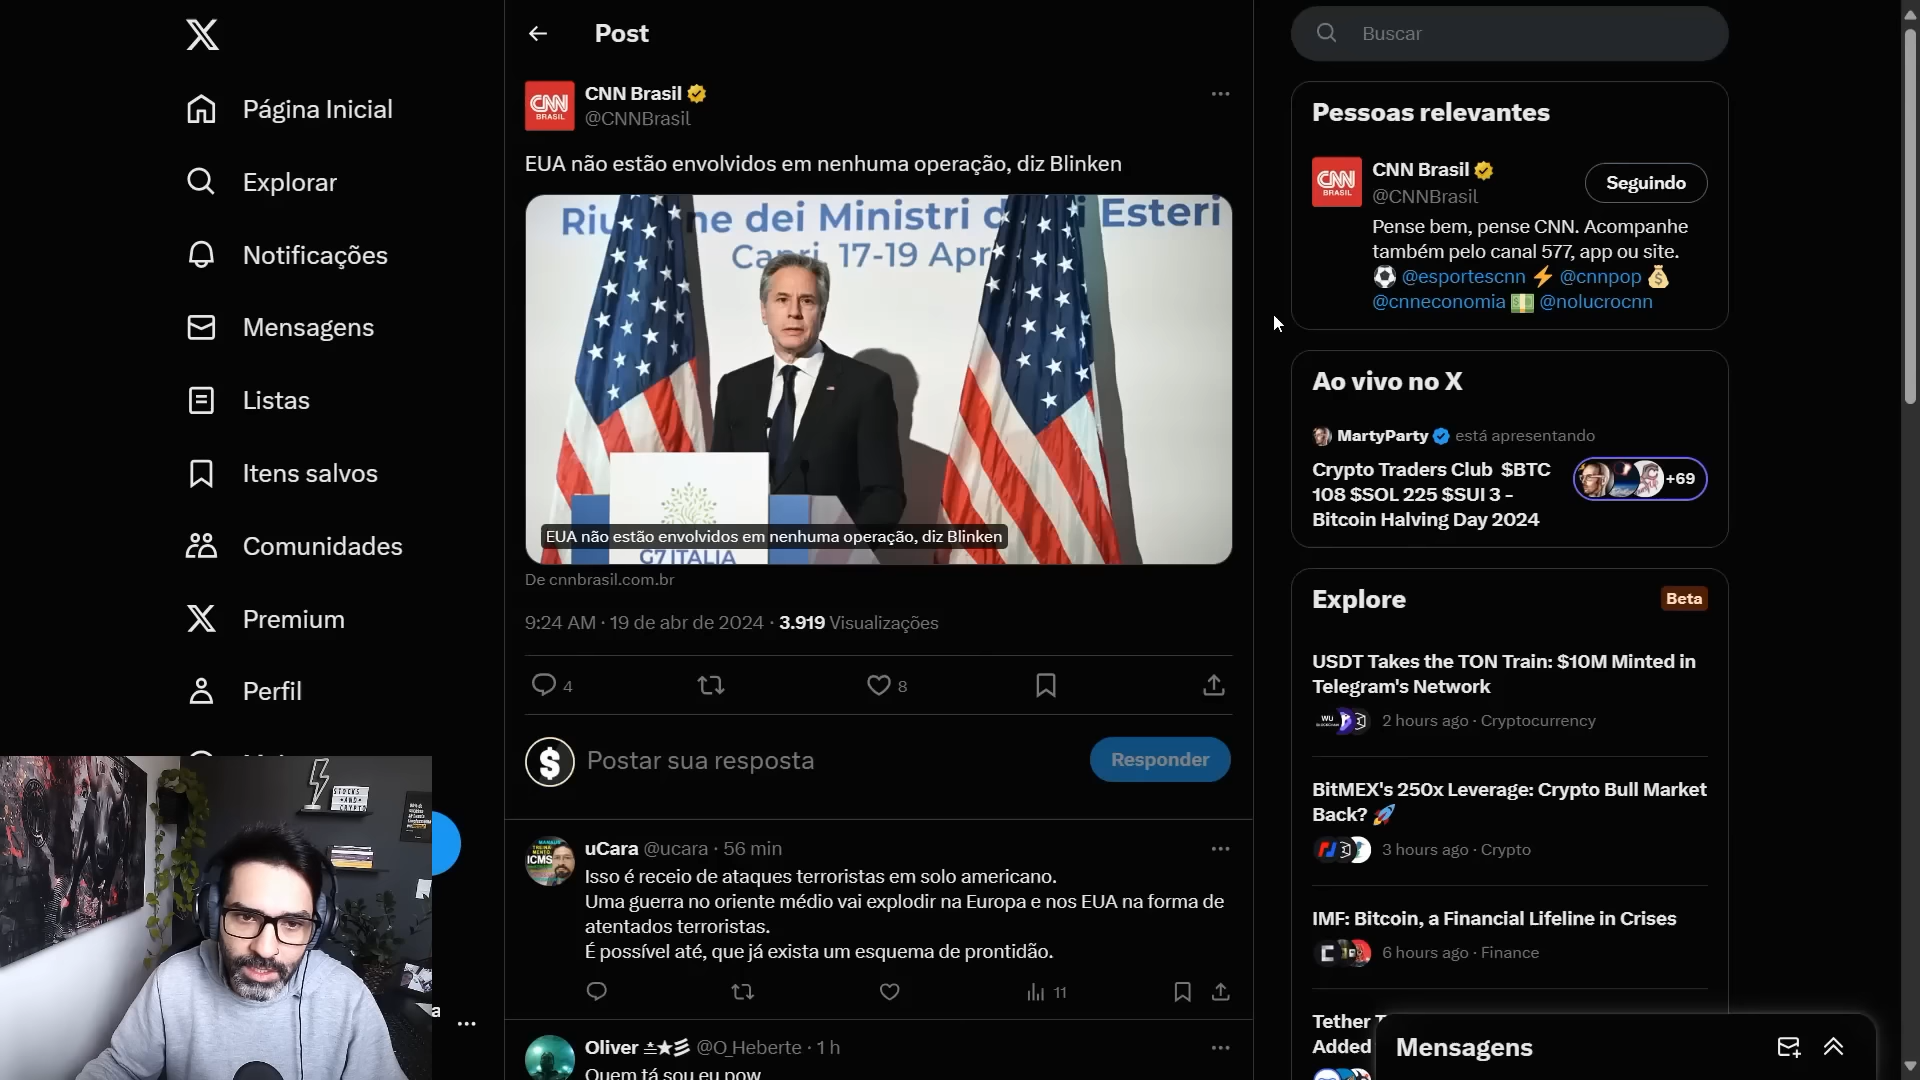 Página Inicial
Explorar
Notificações
Mensagens
Listas
Itens salvos
Comunidades
Premium
Perfil
Post
CNN Brasil
@CNNBrasil
EUA não estão envolvidos em nenhuma operação, diz Blinken
dei Ministri
Esteri
Capri, 17-19 Apr
G7 ITALIA
EUA não estão envolvidos em nenhuma operação, diz Blinken
De cnnbrasil.com.br
9:24 AM · 19 de abr de 2024 · 3.919 Visualizações
4
8
Postar sua resposta
Responder
uCara @ucara · 56 min
Isso é receio de ataques terroristas em solo americano.
Uma guerra no oriente médio vai explodir na Europa e nos EUA na forma de
atentados terroristas.
É possível até, que já exista um esquema de prontidão.
11
Oliver @O_Heberte · 1 h
Quem tá sou eu pow
Buscar
Pessoas relevantes
CNN Brasil
@CNNBrasil
Seguindo
Pense bem, pense CNN. Acompanhe
também pelo canal 577, app ou site.
⚽ @esportescnn ⚡ @cnnpop 💰
@cnneconomia 💵 @nolucrocnn
Ao vivo no X
MartyParty está apresentando
Crypto Traders Club $BTC
108 $SOL 225 $SUI 3 -
Bitcoin Halving Day 2024
+69
Explore
Beta
USDT Takes the TON Train: $10M Minted in
Telegram's Network
2 hours ago · Cryptocurrency
BitMEX's 250x Leverage: Crypto Bull Market
Back? 🚀
3 hours ago · Crypto
IMF: Bitcoin, a Financial Lifeline in Crises
6 hours ago · Finance
Tether
Added
Mensagens
STOCKS
AND
CRYPTO